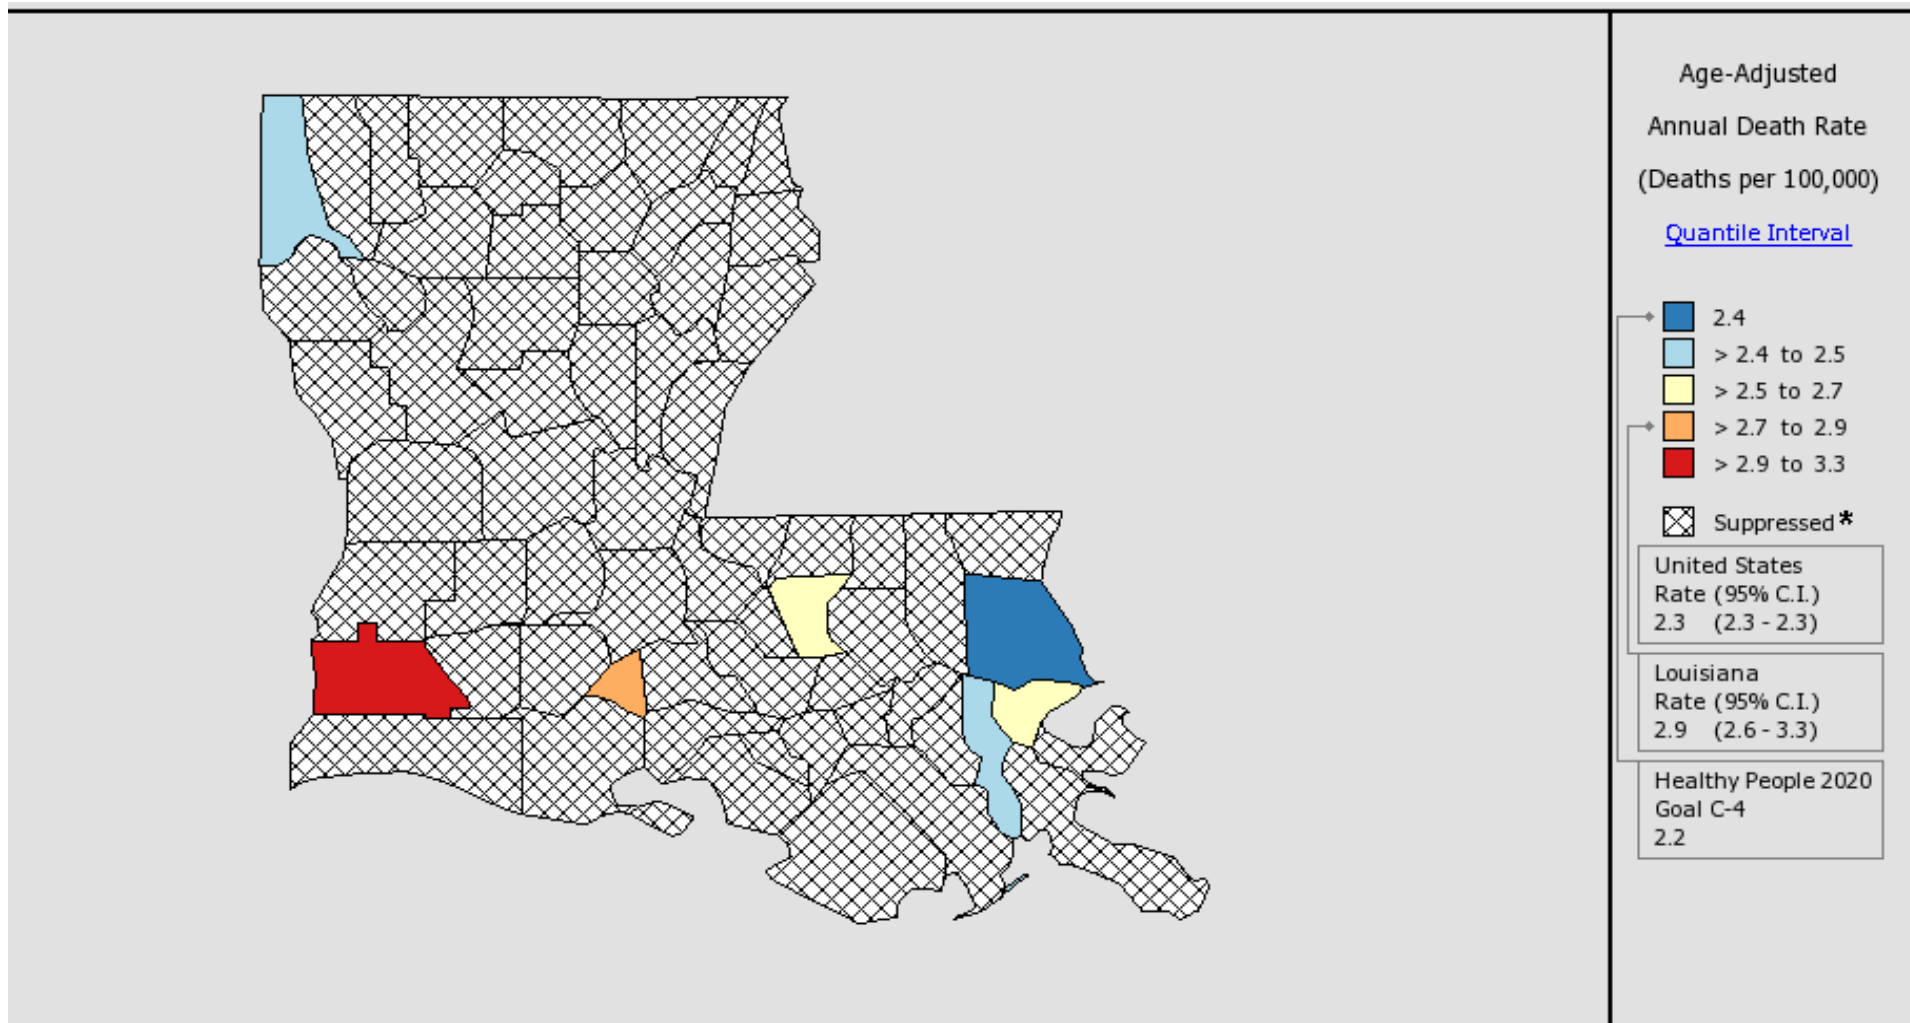 Age-Adjusted
Annual Death Rate
(Deaths per 100,000)
Quantile Interval
2.4
> 2.4 to 2.5
> 2.5 to 2.7
> 2.7 to 2.9
> 2.9 to 3.3
Suppressed*
United States
Rate (95% C.I.)
2.3 (2.3 - 2.3)
Louisiana
Rate (95% C.I.)
2.9 (2.6 - 3.3)
Healthy People 2020
Goal C-4
2.2